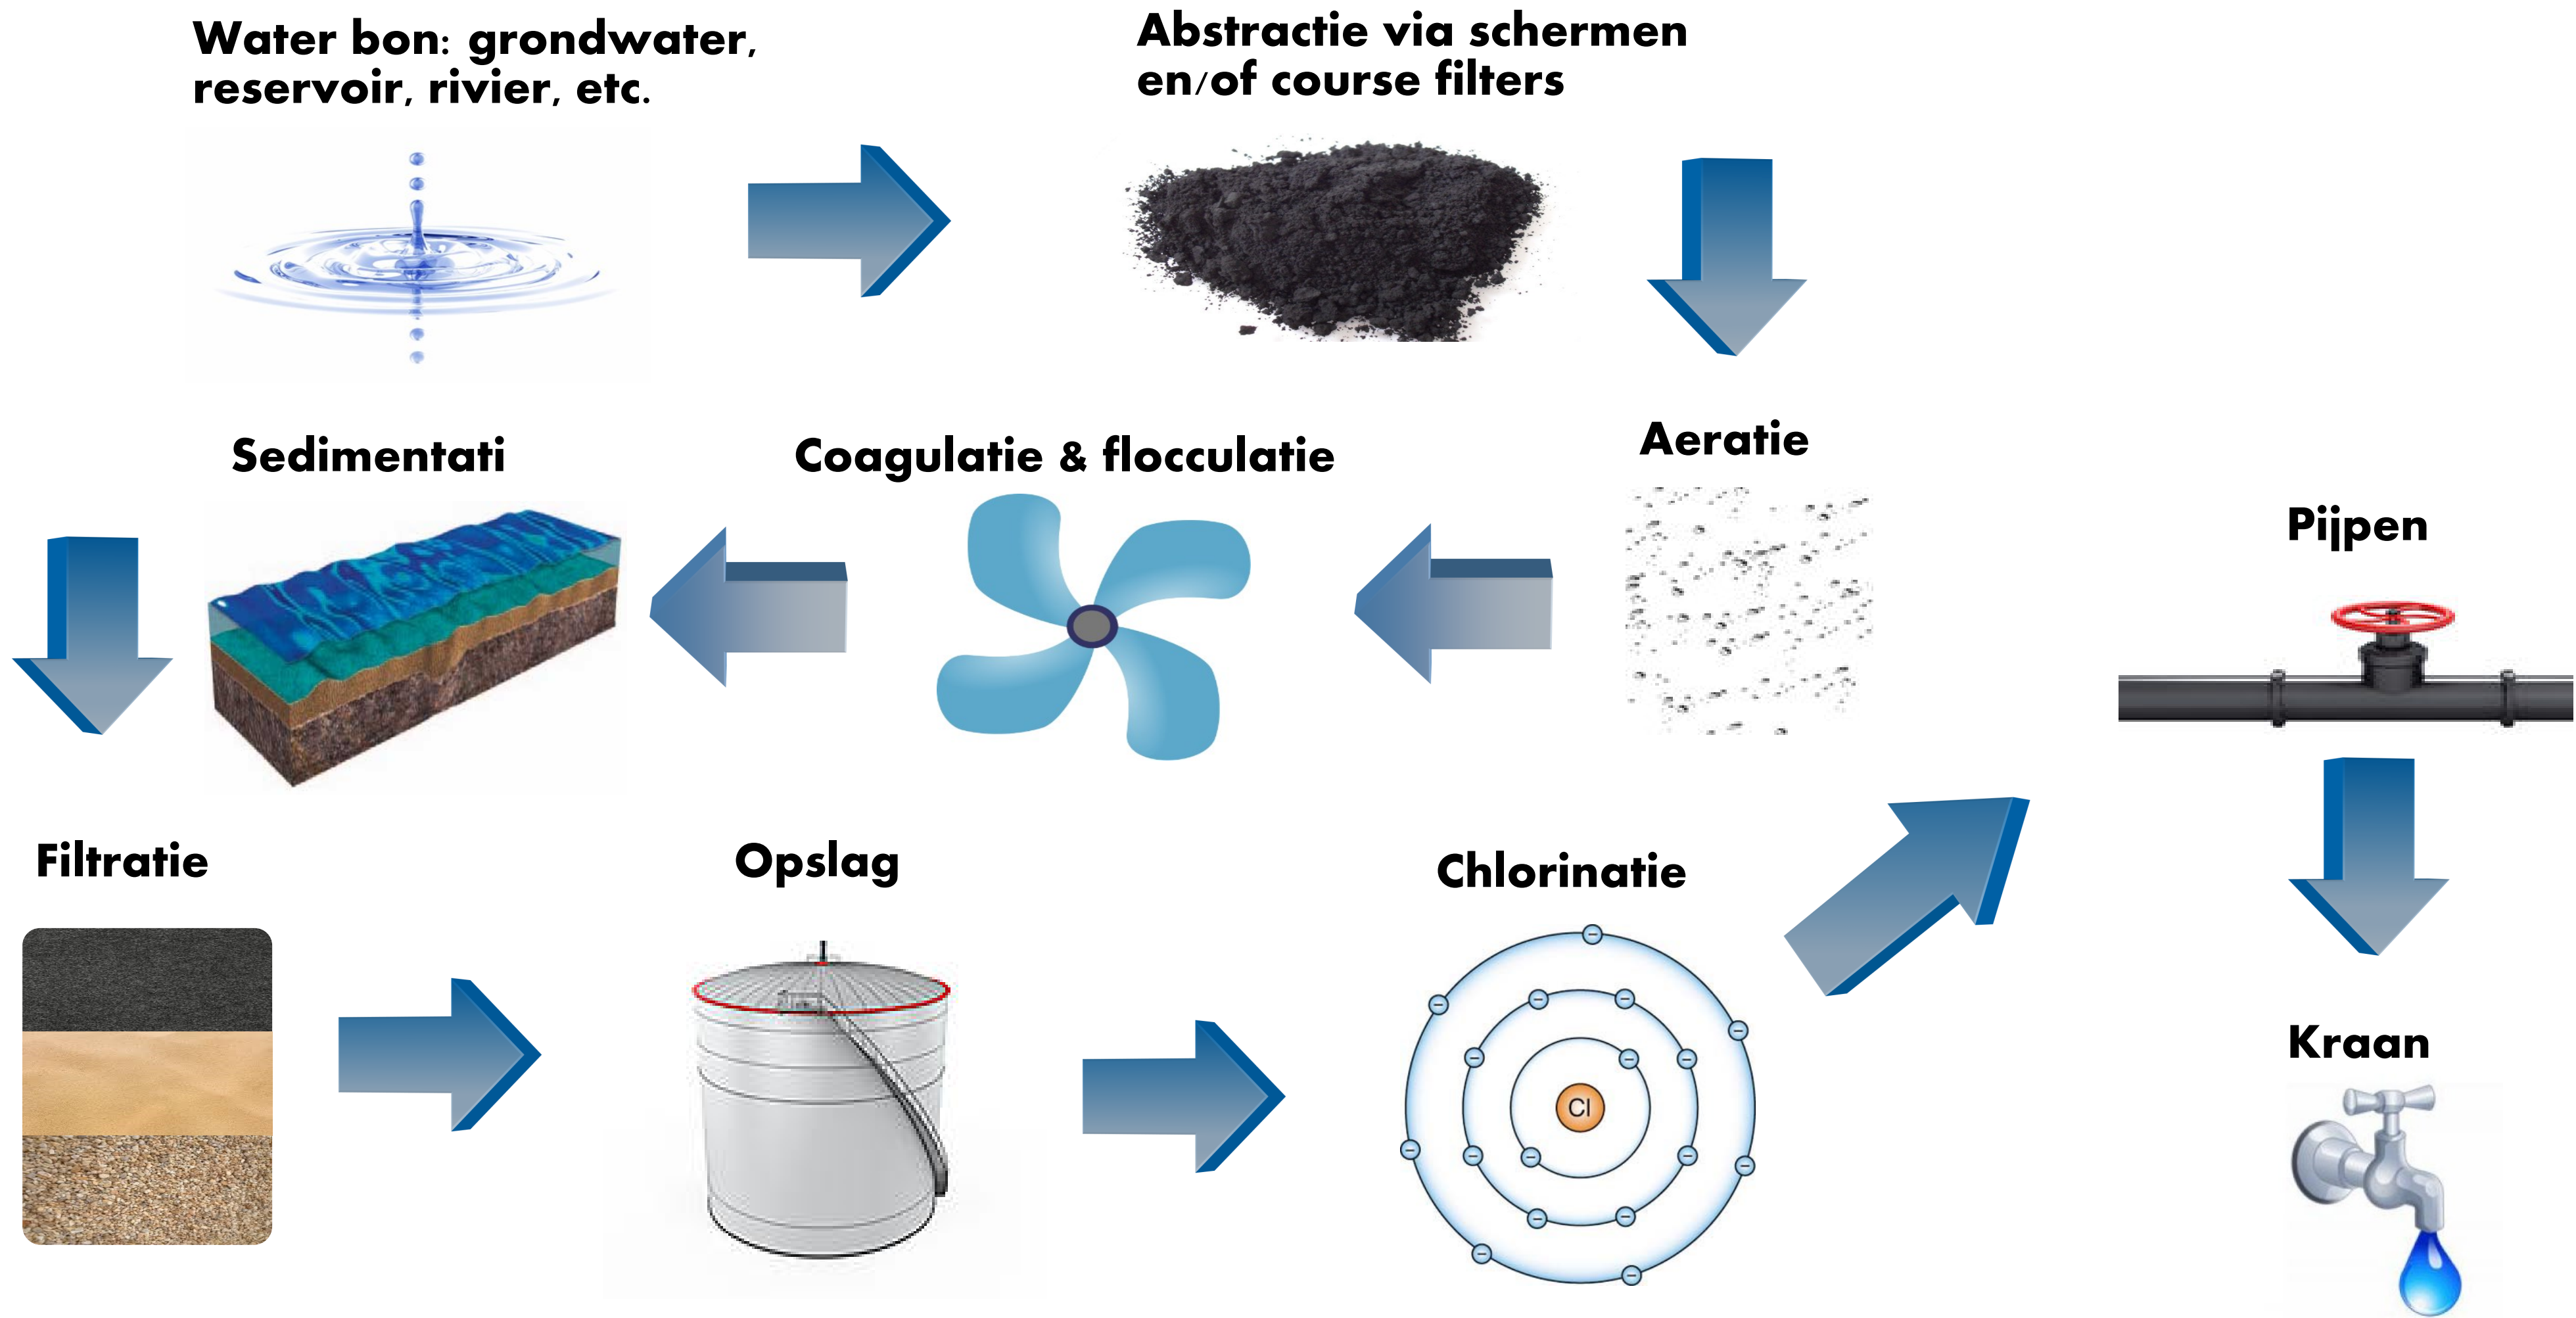 Water bon: grondwater,
reservoir, rivier, etc.
Abstractie via schermen
en/of course filters
Aeratie
Coagulatie & flocculatie
Sedimentati
Filtratie
Opslag
Chlorinatie
Cl
Pijpen
Kraan